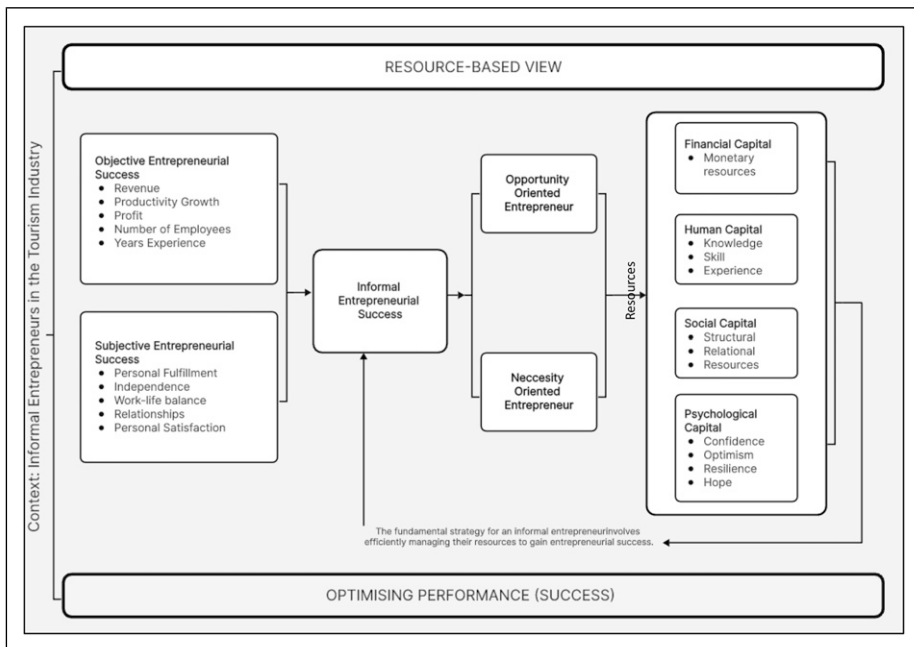 RESOURCE-BASED VIEW
Context: Informal Entrepreneurs in the Tourism Industry
Objective Entrepreneurial
Success
• Revenue
• Productivity Growth
• Profit
• Number of Employees
• Years Experience
Subjective Entrepreneurial
Success
• Personal Fulfillment
• Independence
• Work-life balance
• Relationships
• Personal Satisfaction
Informal
Entrepreneurial
Success
Opportunity
Oriented
Entrepreneur
Neccesity
Oriented
Entrepreneur
Resources
Financial Capital
• Monetary
resources
Human Capital
• Knowledge
• Skill
• Experience
Social Capital
• Structural
• Relational
• Resources
Psychological
Capital
• Confidence
• Optimism
• Resilience
• Hope
The fundamental strategy for an informal entrepreneurinvolves
efficiently managing their resources to gain entrepreneurial success.
OPTIMISING PERFORMANCE (SUCCESS)